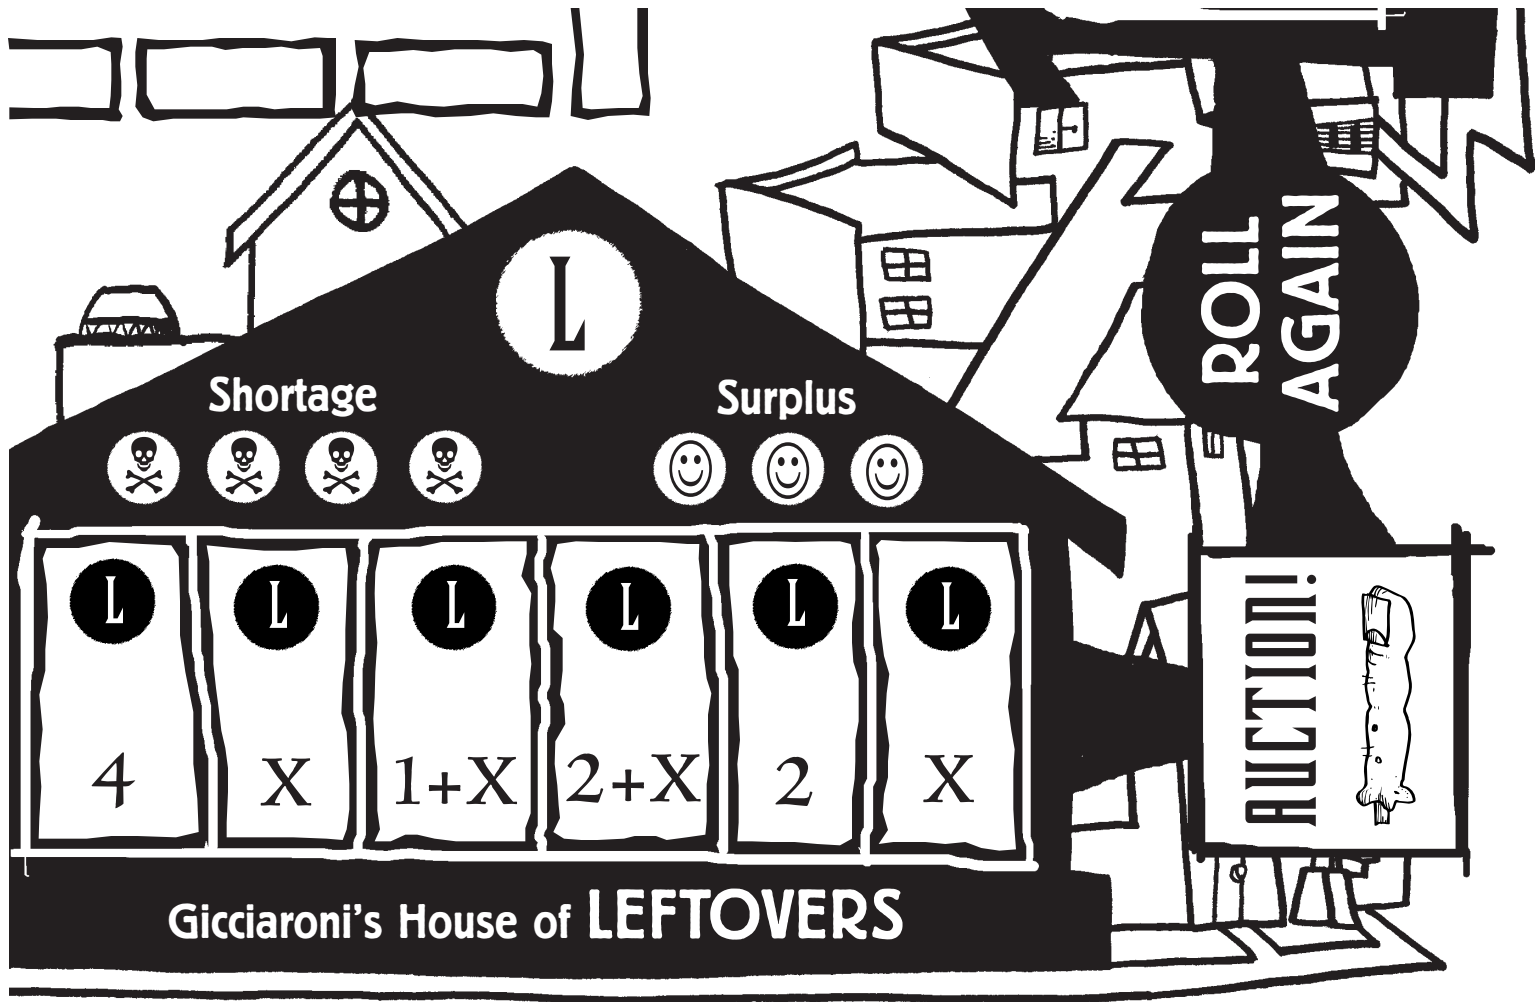 L
Shortage
Surplus
L L L L L L
4 X 1+X 2+X 2 X
Gicciaroni's House of LEFTOVERS
ROLL
AGAIN
AUCTION!